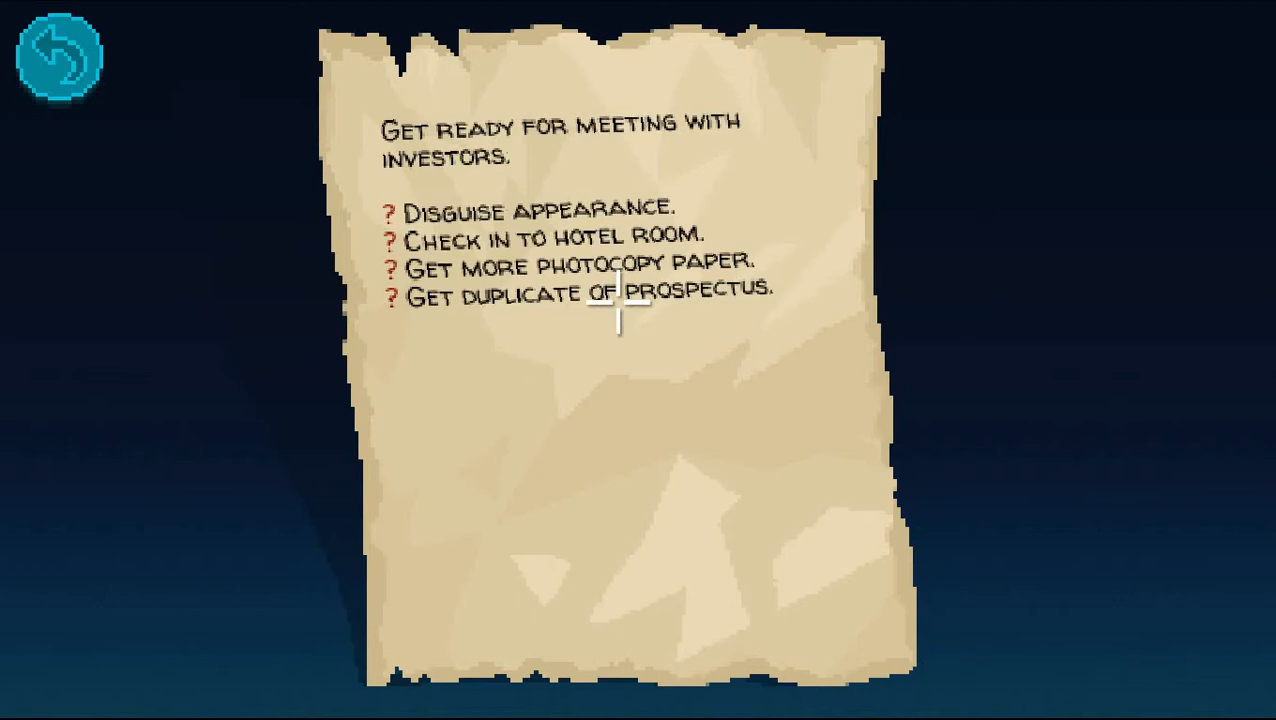 Get ready for meeting with
investors:
? Disguise appearance.
? Check in to hotel room.
? Get more photocopy paper.
? Get duplicate of prospectus.